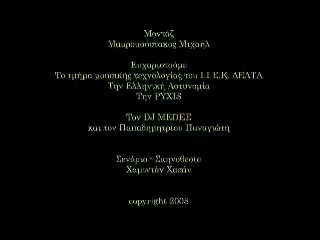 Μοντάζ
Μαυρομούστακος Μιχαήλ
Ευχαριστούμε
Το τμήμα μουσικής τεχνολογίας του Ι.Ι.Ε.Κ. ΔΕΛΤΑ
Την Ελληνική Αστυνομία
Την PYXIS
Τον DJ MEDEE
και τον Παπαδημητρίου Παναγιώτη
Σενάριο - Σκηνοθεσία
Χαμιντάν Χασάν
copyright 2008